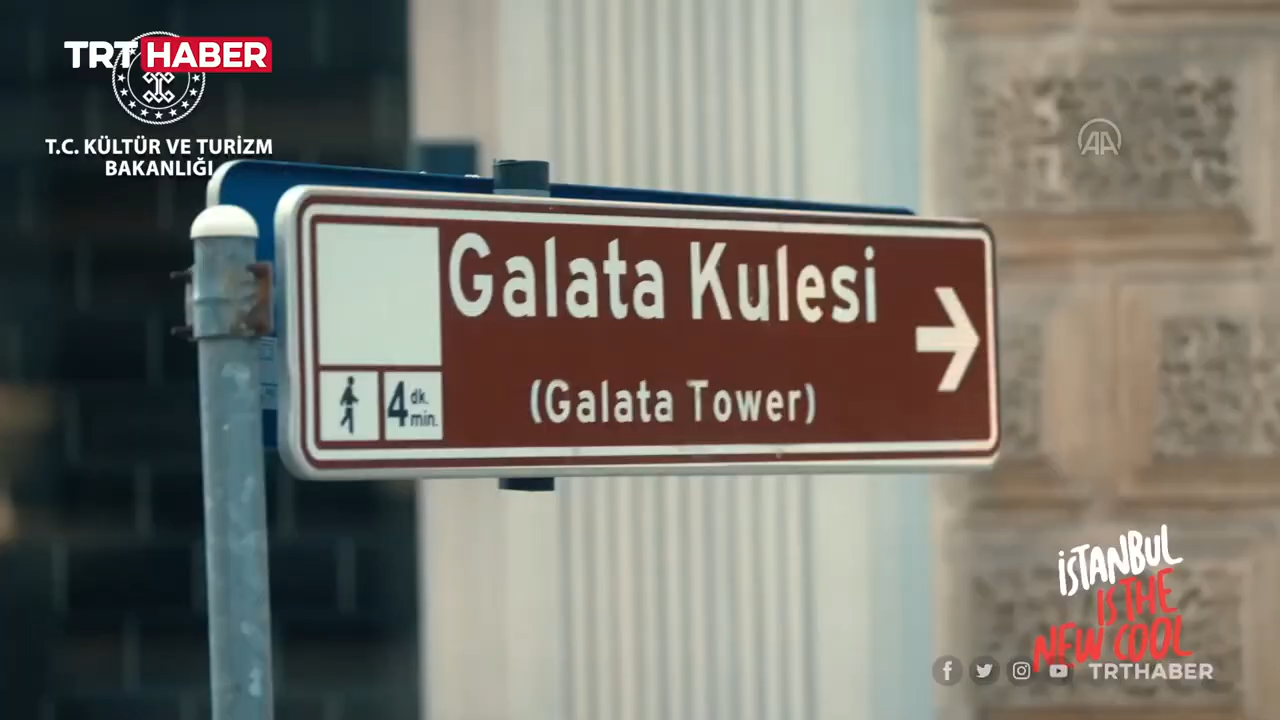 TRT HABER
T.C. KÜLTÜR VE TURİZM
BAKANLIĞI
AA
Galata Kulesi
(Galata Tower)
4 dk.
min.
İSTANBUL
IS THE
NEW COOL
TRTHABER